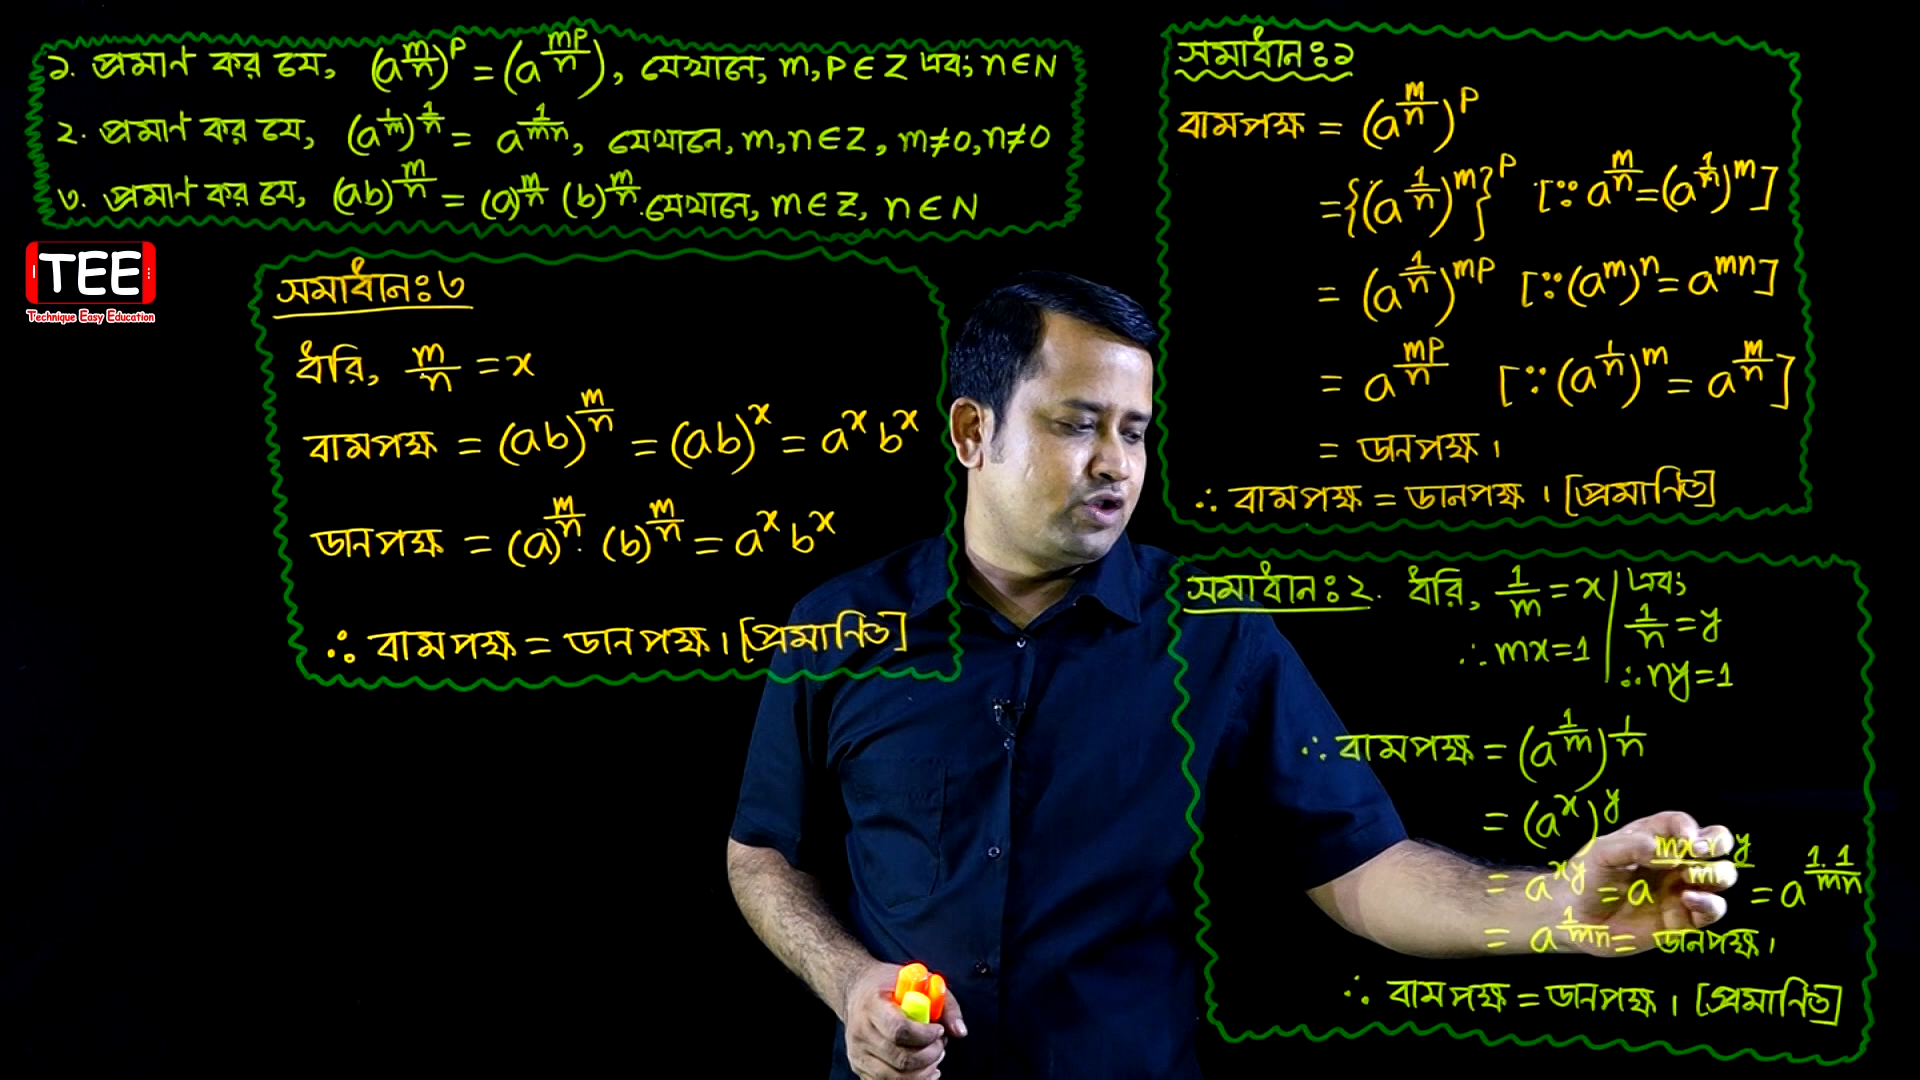 ১. প্রমাণ কর যে, (a^{m/n})^p = (a^{mp/n}), যেখানে, m, p ∈ Z এবং n ∈ N
২. প্রমাণ কর যে, (a^{1/m})^{1/n} = a^{1/mn}, যেখানে, m, n ∈ Z, m≠0, n≠0
৩. প্রমাণ কর যে, (ab)^{m/n} = (a)^{m/n} (b)^{m/n}. যেখানে, m ∈ Z, n ∈ N
TEE
Technique Easy Education
সমাধানঃ৩
ধরি, m/n = x
বামপক্ষ = (ab)^{m/n} = (ab)^x = a^x b^x
ডানপক্ষ = (a)^{m/n}. (b)^{m/n} = a^x b^x
∴ বামপক্ষ = ডানপক্ষ। [প্রমানিত]
সমাধানঃ১
বামপক্ষ = (a^{m/n})^p
= {(a^{1/n})^m}^p [∵ a^{m/n} = (a^{1/n})^m]
= (a^{1/n})^{mp} [∵ (a^m)^n = a^{mn}]
= a^{mp/n} [∵ (a^{1/n})^m = a^{m/n}]
= ডানপক্ষ।
∴ বামপক্ষ = ডানপক্ষ। [প্রমানিত]
সমাধানঃ২. ধরি, 1/m = x | এবং
1/n = y
∴ mx = 1 | ∴ ny = 1
∴ বামপক্ষ = (a^{1/m})^{1/n}
= (a^x)^y
= a^{xy} = a = a^{1.1/mn}
= a^{1/mn} = ডানপক্ষ।
∴ বামপক্ষ = ডানপক্ষ। [প্রমানিত]